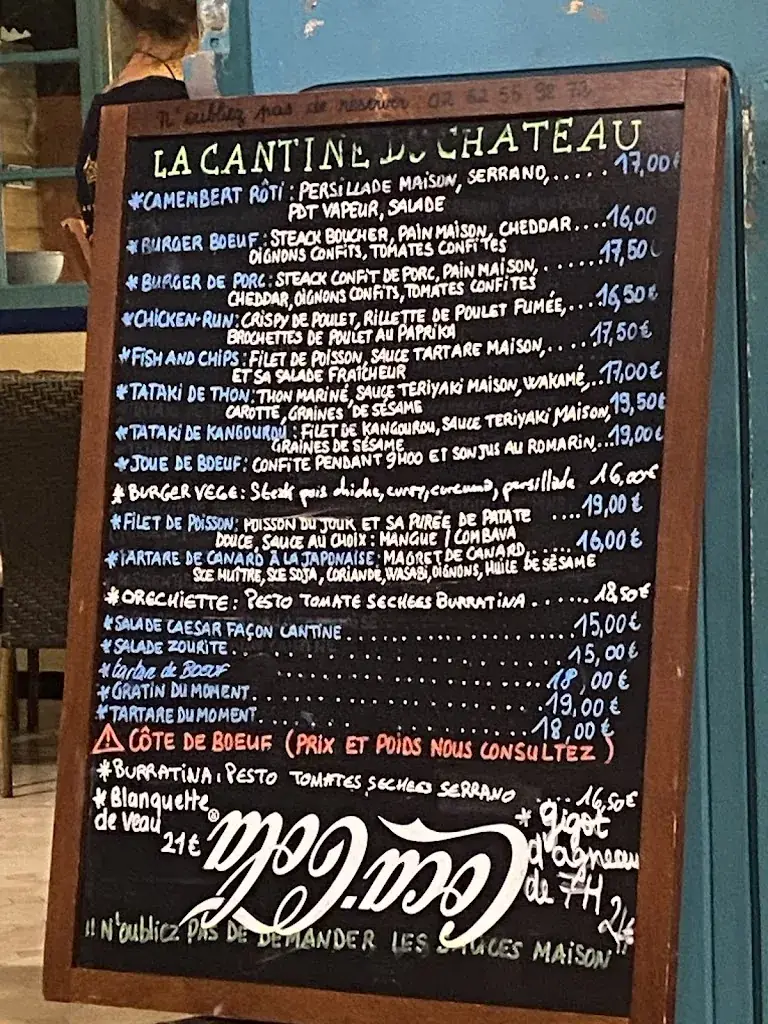 n'oubliez pas de réserver 02 62 55 92 73
LA CANTINE DU CHATEAU
*CAMEMBERT RÔTI : PERSILLADE MAISON, SERRANO,..... 17,00€
PDT VAPEUR, SALADE
*BURGER BOEUF : STEACK BOUCHER, PAIN MAISON, CHEDDAR....16,00
OIGNONS CONFITS, TOMATES CONFITES
*BURGER DE PORC : STEACK CONFIT DE PORC, PAIN MAISON, ......17,50€
CHEDDAR, OIGNONS CONFITS, TOMATES CONFITES
*CHICKEN-RUN : CRISPY DE POULET, RILLETTE DE POULET FUMÉE,...16,50€
BROCHETTES DE POULET AU PAPRIKA
*FISH AND CHIPS : FILET DE POISSON, SAUCE TARTARE MAISON,....17,50€
ET SA SALADE FRAÎCHEUR
*TATAKI DE THON : THON MARINÉ, SAUCE TERIYAKI MAISON, WAKAMÉ,..17,00€
CAROTTE, GRAINES DE SÉSAME
*TATAKI DE KANGOUROU : FILET DE KANGOUROU, SAUCE TERIYAKI MAISON, 19,50€
GRAINES DE SÉSAME
*JOUE DE BOEUF : CONFITE PENDANT 9H00 ET SON JUS AU ROMARIN...19,00€
*BURGER VEGE : Steak pois chiche, curry, curcuma, persillade 16,00€
*FILET DE POISSON : POISSON DU JOUR ET SA PURÉE DE PATATE ....19,00€
DOUCE, SAUCE AU CHOIX : MANGUE / COMBAVA
*TARTARE DE CANARD À LA JAPONAISE : MAGRET DE CANARD,......16,00€
SCE HUÎTRE, SCE SOJA, CORIANDE, WASABI, OIGNONS, HUILE DE SÉSAME
*ORECHIETTE : PESTO TOMATE SECHEES BURRATINA......18,50€
*SALADE CAESAR FAÇON CANTINE....................15,00€
*SALADE ZOURITE....................15,00€
*tartare de BOEUF ..............18,00€
*GRATIN DU MOMENT....................19,00€
*TARTARE DU MOMENT....................18,00€
⚠ CÔTE DE BOEUF (PRIX ET POIDS NOUS CONSULTEZ)
*BURRATINA : PESTO TOMATES SECHEES SERRANO ....16,50€
*Blanquette
de veau
21€
Coca-Cola®
*gigot
d'agneau
de 7H
21€
!! N'oubliez PAS DE DEMANDER LES SAUCES MAISON !!